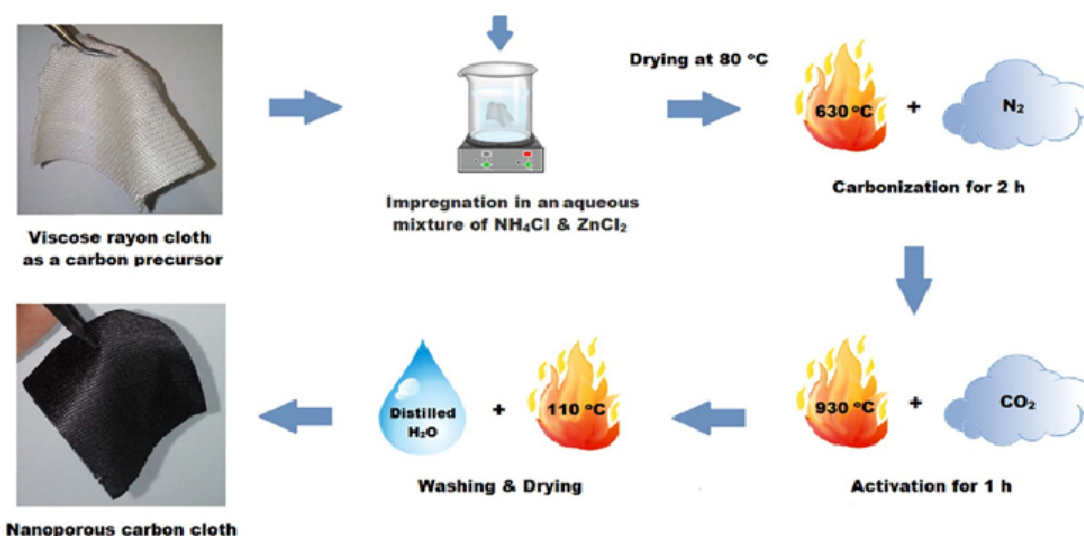 Drying at 80 °C
630 °C
+
N₂
Carbonization for 2 h
Impregnation in an aqueous
mixture of NH₄Cl & ZnCl₂
Viscose rayon cloth
as a carbon precursor
Distilled
H₂O
+
110 °C
930 °C
+
CO₂
Washing & Drying
Activation for 1 h
Nanoporous carbon cloth